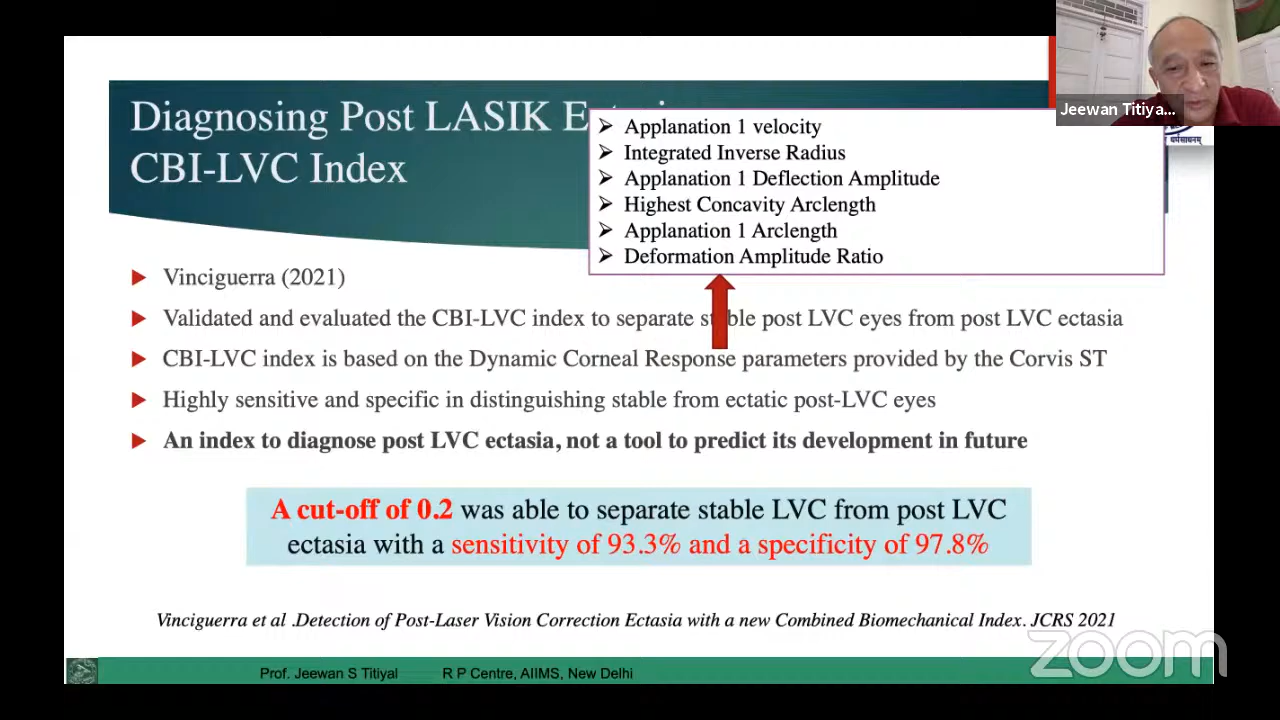 Diagnosing Post LASIK
CBI-LVC Index
Applanation 1 velocity
Integrated Inverse Radius
Applanation 1 Deflection Amplitude
Highest Concavity Arclength
Applanation 1 Arclength
Deformation Amplitude Ratio
Jeewan Titiya...
Vinciguerra (2021)
Validated and evaluated the CBI-LVC index to separate stable post LVC eyes from post LVC ectasia
CBI-LVC index is based on the Dynamic Corneal Response parameters provided by the Corvis ST
Highly sensitive and specific in distinguishing stable from ectatic post-LVC eyes
An index to diagnose post LVC ectasia, not a tool to predict its development in future
A cut-off of 0.2 was able to separate stable LVC from post LVC
ectasia with a sensitivity of 93.3% and a specificity of 97.8%
Vinciguerra et al .Detection of Post-Laser Vision Correction Ectasia with a new Combined Biomechanical Index. JCRS 2021
zoom
Prof. Jeewan S Titiyal R P Centre, AIIMS, New Delhi